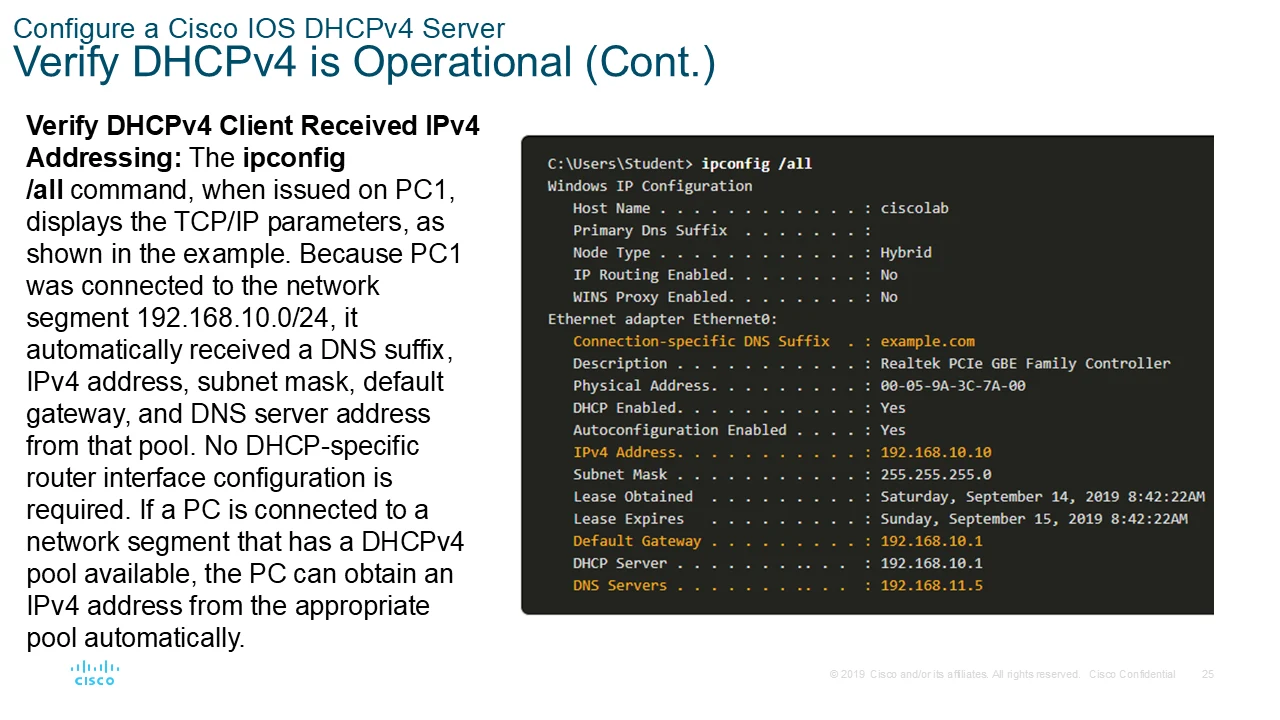 Configure a Cisco IOS DHCPv4 Server
Verify DHCPv4 is Operational (Cont.)
Verify DHCPv4 Client Received IPv4
Addressing: The ipconfig
/all command, when issued on PC1,
displays the TCP/IP parameters, as
shown in the example. Because PC1
was connected to the network
segment 192.168.10.0/24, it
automatically received a DNS suffix,
IPv4 address, subnet mask, default
gateway, and DNS server address
from that pool. No DHCP-specific
router interface configuration is
required. If a PC is connected to a
network segment that has a DHCPv4
pool available, the PC can obtain an
IPv4 address from the appropriate
pool automatically.
C:\Users\Student> ipconfig /all
Windows IP Configuration
Host Name . . . . . . . . . . . . : ciscolab
Primary Dns Suffix . . . . . . . :
Node Type . . . . . . . . . . . . : Hybrid
IP Routing Enabled. . . . . . . . : No
WINS Proxy Enabled. . . . . . . . : No
Ethernet adapter Ethernet0:
Connection-specific DNS Suffix . : example.com
Description . . . . . . . . . . . : Realtek PCIe GBE Family Controller
Physical Address. . . . . . . . . : 00-05-9A-3C-7A-00
DHCP Enabled. . . . . . . . . . . : Yes
Autoconfiguration Enabled . . . . : Yes
IPv4 Address. . . . . . . . . . . : 192.168.10.10
Subnet Mask . . . . . . . . . . . : 255.255.255.0
Lease Obtained . . . . . . . . . : Saturday, September 14, 2019 8:42:22AM
Lease Expires . . . . . . . . . : Sunday, September 15, 2019 8:42:22AM
Default Gateway . . . . . . . . . : 192.168.10.1
DHCP Server . . . . . . . . .. . . : 192.168.10.1
DNS Servers . . . . . . . . .. . . : 192.168.11.5
cisco
© 2019 Cisco and/or its affiliates. All rights reserved. Cisco Confidential 25